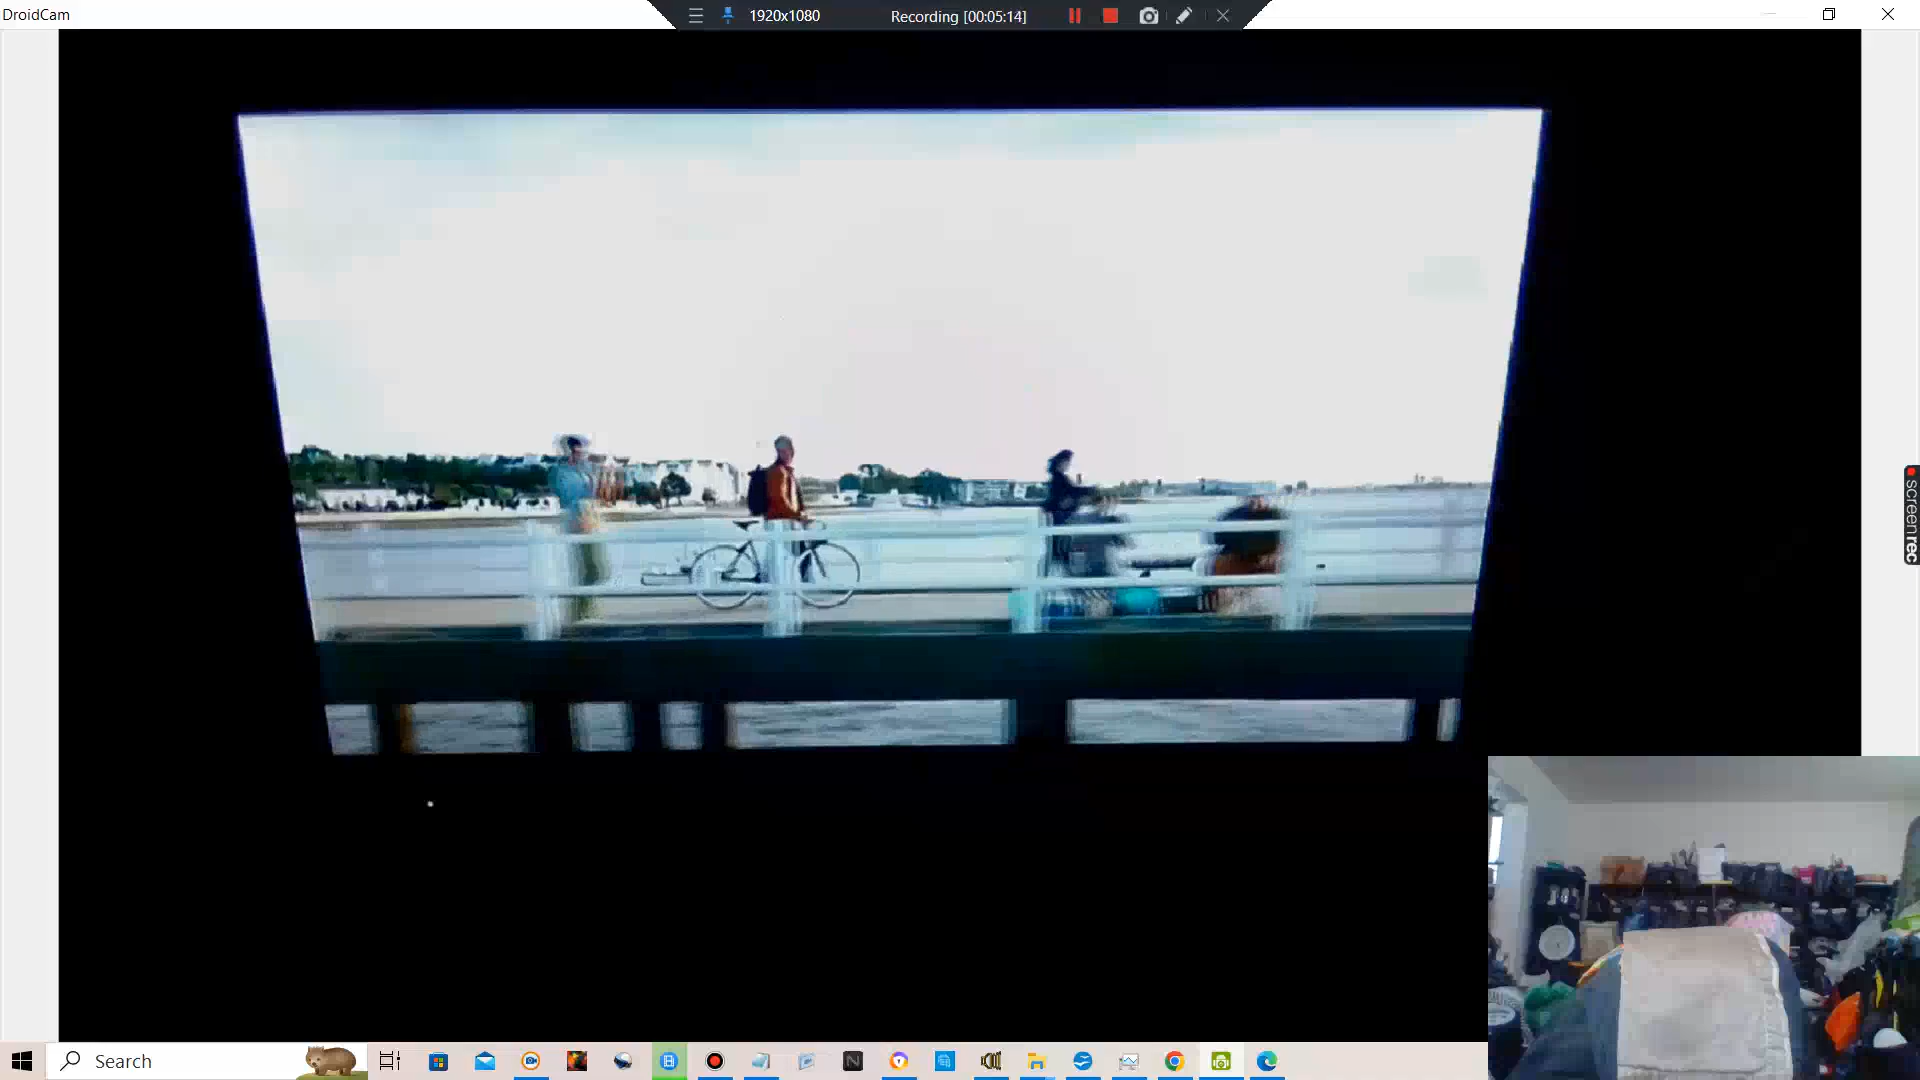 DroidCam
1920x1080
Recording [00:05:14]
screenrec
Search